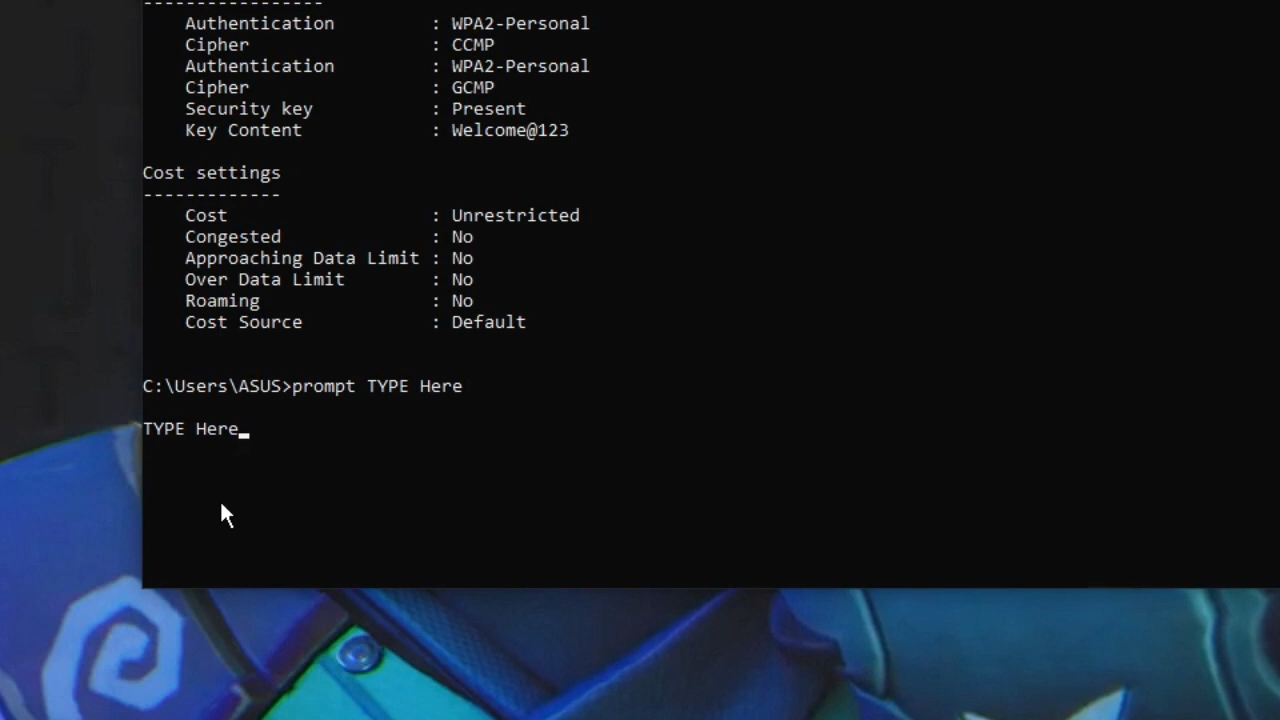 -----------------
Authentication : WPA2-Personal
Cipher : CCMP
Authentication : WPA2-Personal
Cipher : GCMP
Security key : Present
Key Content : Welcome@123
Cost settings
-------------
Cost : Unrestricted
Congested : No
Approaching Data Limit : No
Over Data Limit : No
Roaming : No
Cost Source : Default
C:\Users\ASUS>prompt TYPE Here
TYPE Here